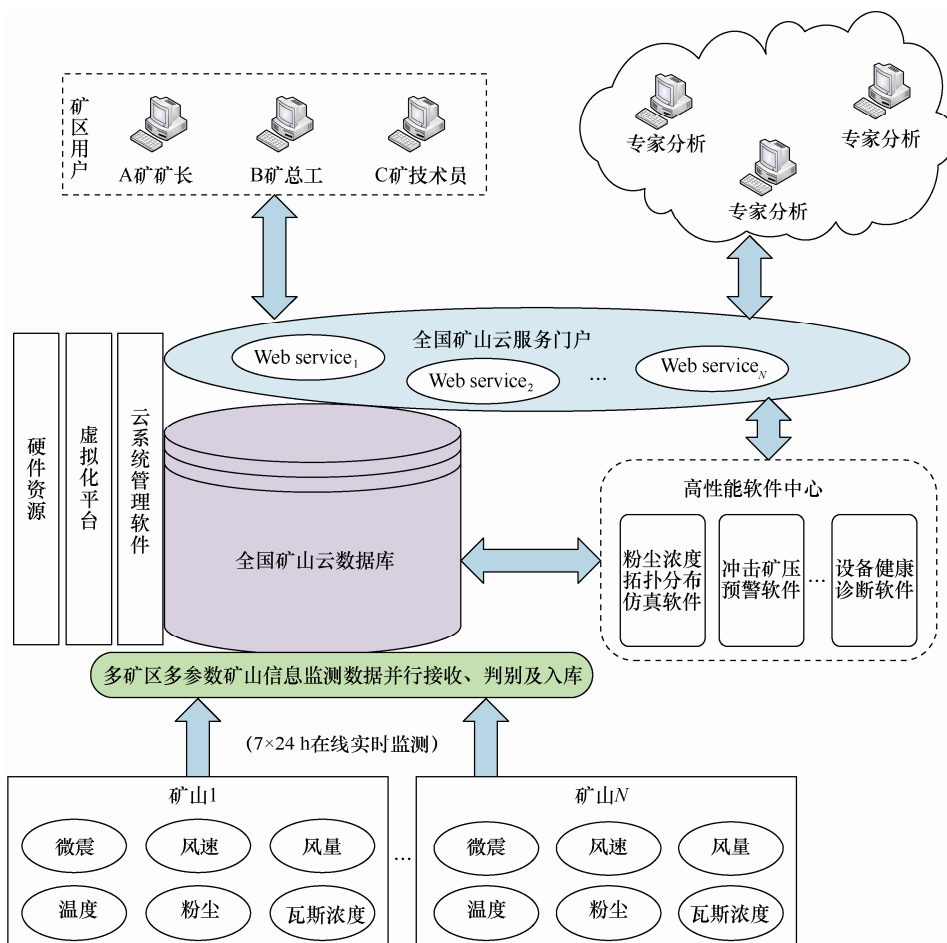 矿区用户
A矿矿长
B矿总工
C矿技术员
专家分析
专家分析
专家分析
全国矿山云服务门户
Web service₁
Web service₂
...
Web serviceN
硬件资源
虚拟化平台
云系统管理软件
全国矿山云数据库
高性能软件中心
粉尘浓度
拓扑分布
仿真软件
冲击矿压
预警软件
...
设备健康
诊断软件
多矿区多参数矿山信息监测数据并行接收、判别及入库
(7×24 h在线实时监测)
矿山1
微震
风速
风量
温度
粉尘
瓦斯浓度
...
矿山N
微震
风速
风量
温度
粉尘
瓦斯浓度